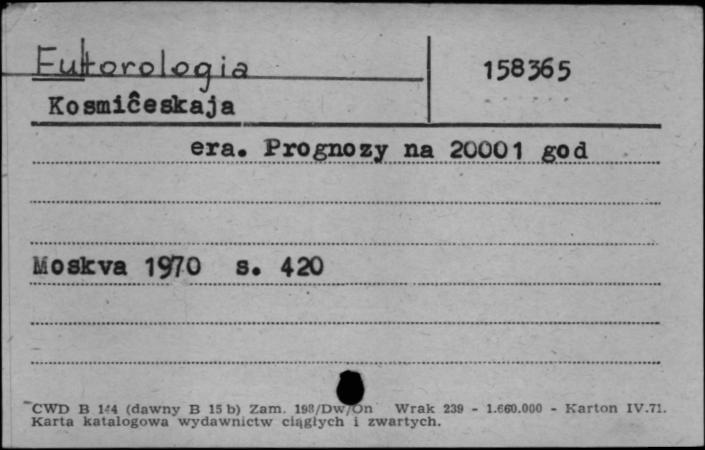 Futorologia
158365
Kosmiĉeskaja
era. Prognozy na 20001 god
Moskva 1970 s. 420
CWD B 144 (dawny B 15 b) Zam. 198/Dw/On Wrak 239 - 1.660.000 - Karton IV.71.
Karta katalogowa wydawnictw ciągłych i zwartych.